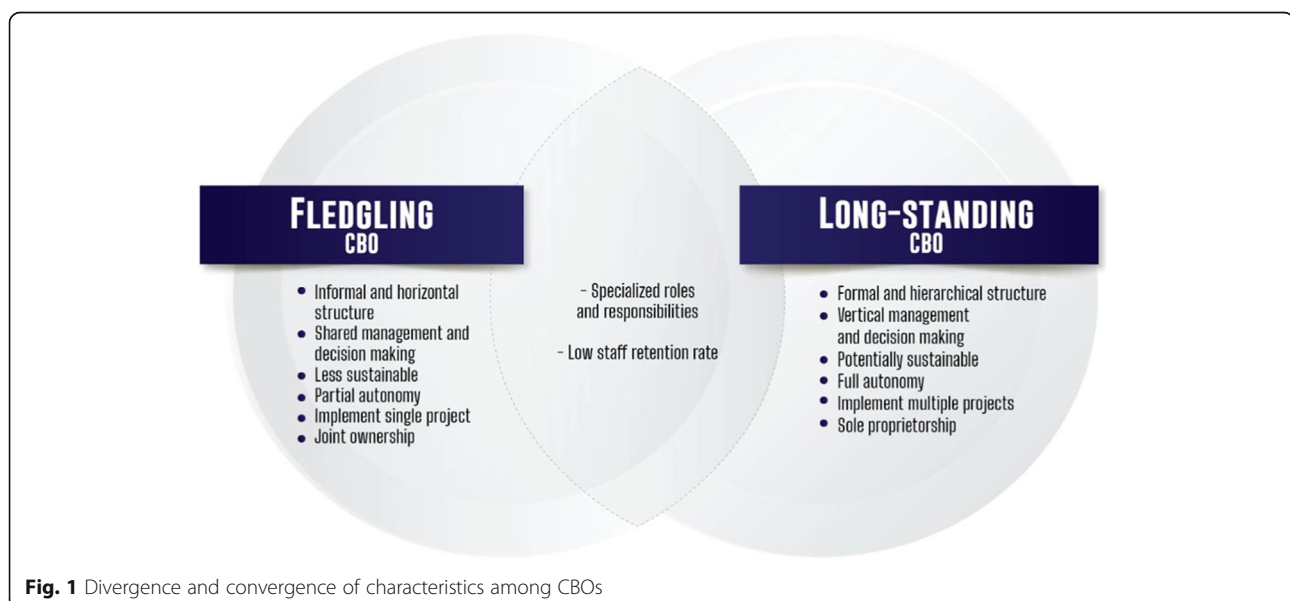 FLEDGLING
CBO
• Informal and horizontal
structure
• Shared management and
decision making
• Less sustainable
• Partial autonomy
• Implement single project
• Joint ownership
- Specialized roles
and responsibilities
- Low staff retention rate
LONG-STANDING
CBO
• Formal and hierarchical structure
• Vertical management
and decision making
• Potentially sustainable
• Full autonomy
• Implement multiple projects
• Sole proprietorship
Fig. 1 Divergence and convergence of characteristics among CBOs